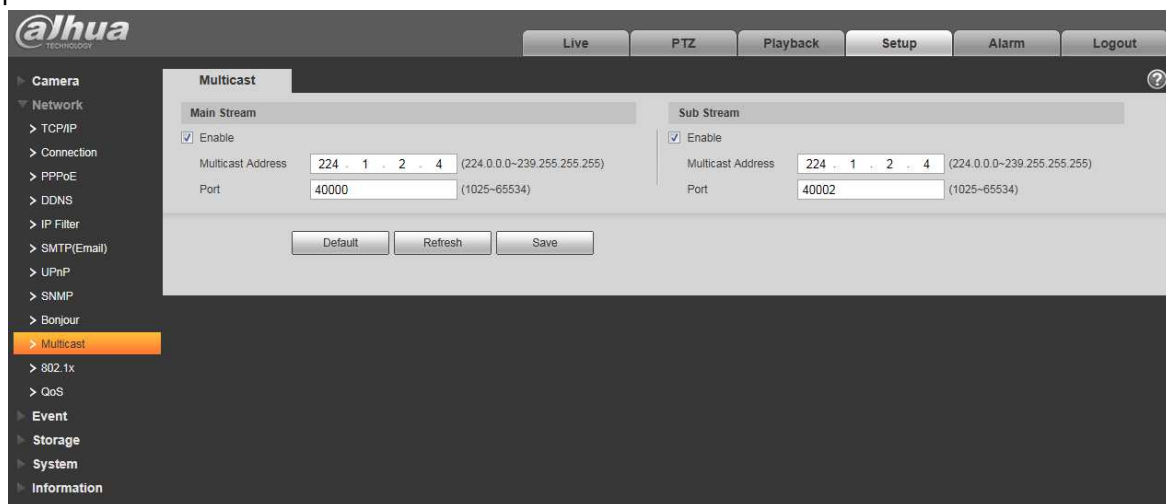 alhua
TECHNOLOGY
Live PTZ Playback Setup Alarm Logout
Camera
Network
> TCP/IP
> Connection
> PPPoE
> DDNS
> IP Filter
> SMTP(Email)
> UPnP
> SNMP
> Bonjour
> Multicast
> 802.1x
> QoS
Event
Storage
System
Information
Multicast
?
Main Stream
Enable
Multicast Address 224 . 1 . 2 . 4 (224.0.0.0~239.255.255.255)
Port 40000 (1025~65534)
Sub Stream
Enable
Multicast Address 224 . 1 . 2 . 4 (224.0.0.0~239.255.255.255)
Port 40002 (1025~65534)
Default Refresh Save